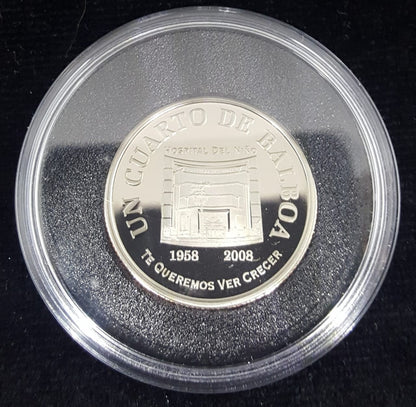 UN CUARTO DE BALBOA
HOSPITAL DEL NIÑO
1958 2008
TE QUEREMOS VER CRECER